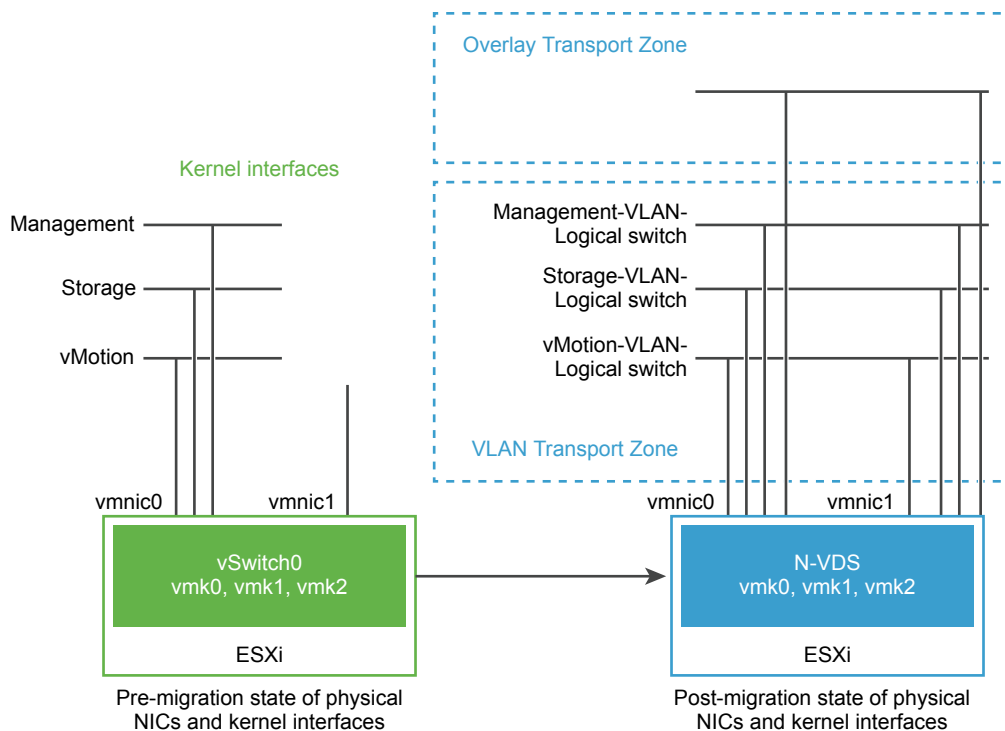 Overlay Transport Zone
Kernel interfaces
Management
Storage
vMotion
Management-VLAN-
Logical switch
Storage-VLAN-
Logical switch
vMotion-VLAN-
Logical switch
VLAN Transport Zone
vmnic0
vmnic1
vmnic0
vmnic1
vSwitch0
vmk0, vmk1, vmk2
ESXi
N-VDS
vmk0, vmk1, vmk2
ESXi
Pre-migration state of physical
NICs and kernel interfaces
Post-migration state of physical
NICs and kernel interfaces